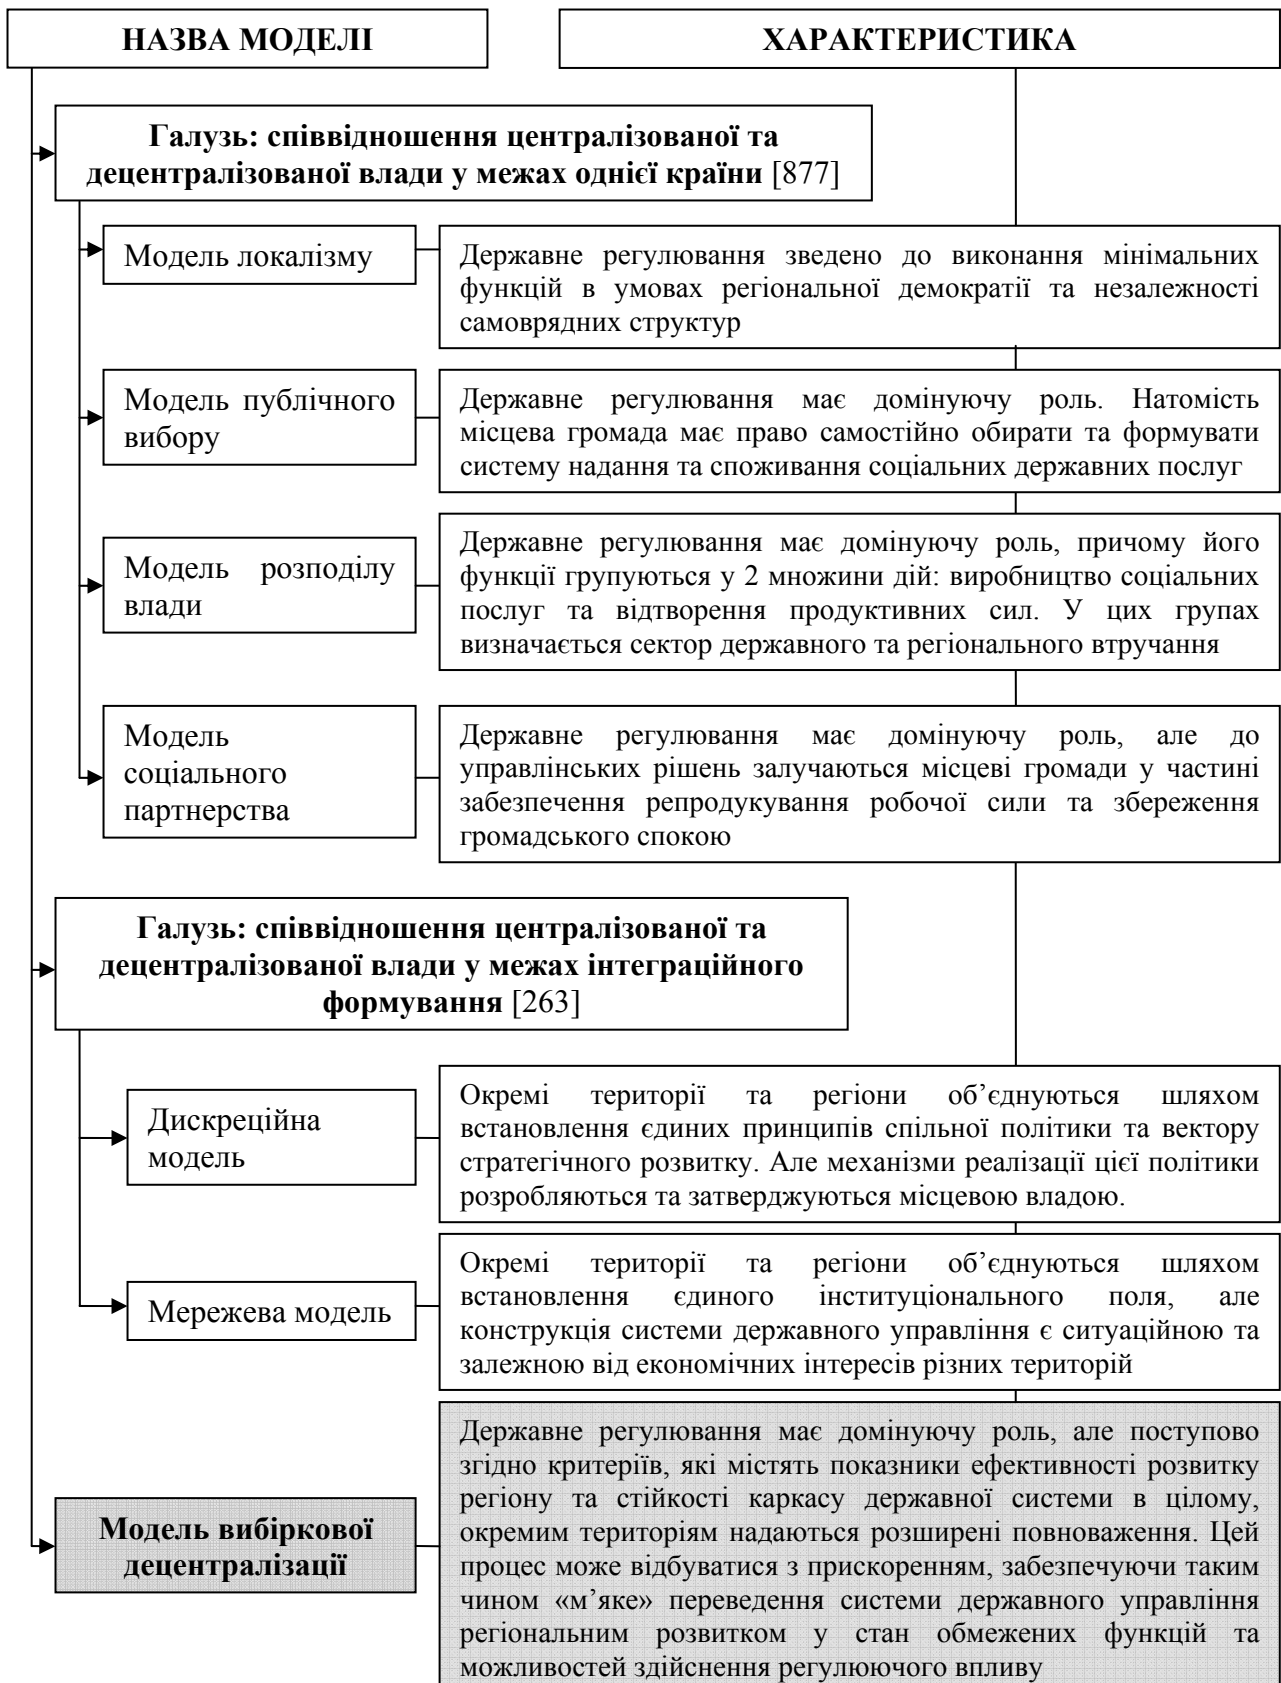 НАЗВА МОДЕЛІ
ХАРАКТЕРИСТИКА
Галузь: співвідношення централізованої та
децентралізованої влади у межах однієї країни [877]
Модель локалізму
Державне регулювання зведено до виконання мінімальних
функцій в умовах регіональної демократії та незалежності
самоврядних структур
Модель публічного
вибору
Державне регулювання має домінуючу роль. Натомість
місцева громада має право самостійно обирати та формувати
систему надання та споживання соціальних державних послуг
Модель розподілу
влади
Державне регулювання має домінуючу роль, причому його
функції групуються у 2 множини дій: виробництво соціальних
послуг та відтворення продуктивних сил. У цих групах
визначається сектор державного та регіонального втручання
Модель
соціального
партнерства
Державне регулювання має домінуючу роль, але до
управлінських рішень залучаються місцеві громади у частині
забезпечення репродукування робочої сили та збереження
громадського спокою
Галузь: співвідношення централізованої та
децентралізованої влади у межах інтеграційного
формування [263]
Дискреційна
модель
Окремі території та регіони об’єднуються шляхом
встановлення єдиних принципів спільної політики та вектору
стратегічного розвитку. Але механізми реалізації цієї політики
розробляються та затверджуються місцевою владою.
Мережева модель
Окремі території та регіони об’єднуються шляхом
встановлення єдиного інституціонального поля, але
конструкція системи державного управління є ситуаційною та
залежною від економічних інтересів різних територій
Модель вибіркової
децентралізації
Державне регулювання має домінуючу роль, але поступово
згідно критеріїв, які містять показники ефективності розвитку
регіону та стійкості каркасу державної системи в цілому,
окремим територіям надаються розширені повноваження. Цей
процес може відбуватися з прискоренням, забезпечуючи таким
чином «м’яке» переведення системи державного управління
регіональним розвитком у стан обмежених функцій та
можливостей здійснення регулюючого впливу